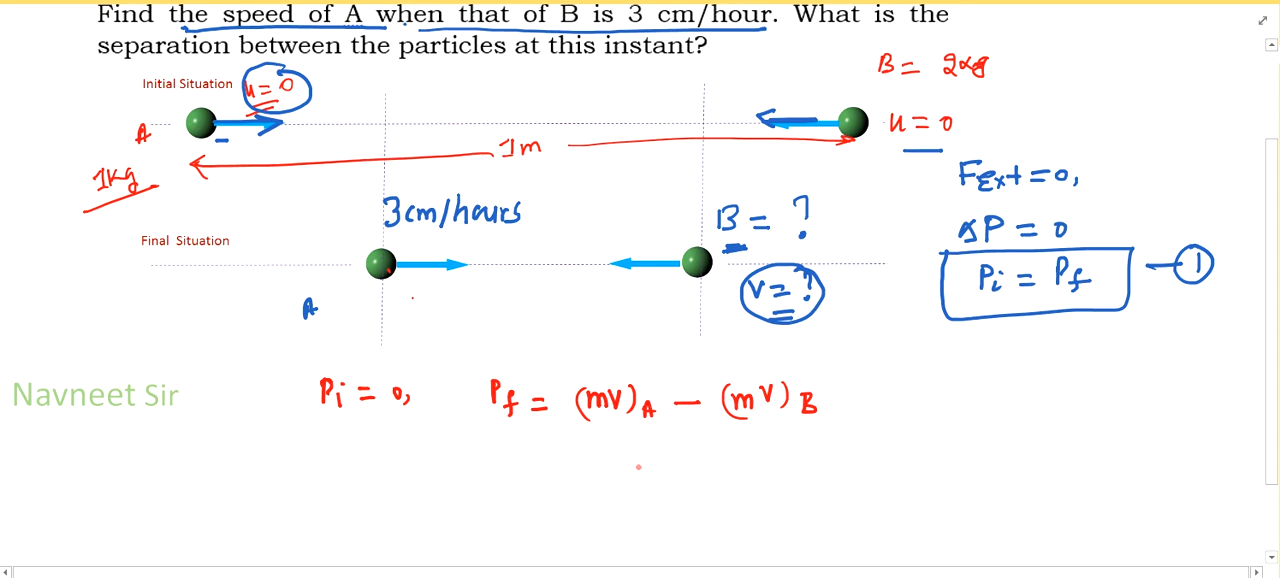 Find the speed of A when that of B is 3 cm/hour. What is the
separation between the particles at this instant?
Initial Situation
u = 0
B = 2kg
A
u = 0
1m
1kg
FExt = 0,
3cm/hours
B = ?
ΔP = 0
Final Situation
Pi = Pf
1
v = ?
A
Navneet Sir
Pi = 0, Pf = (mv)A − (mv)B